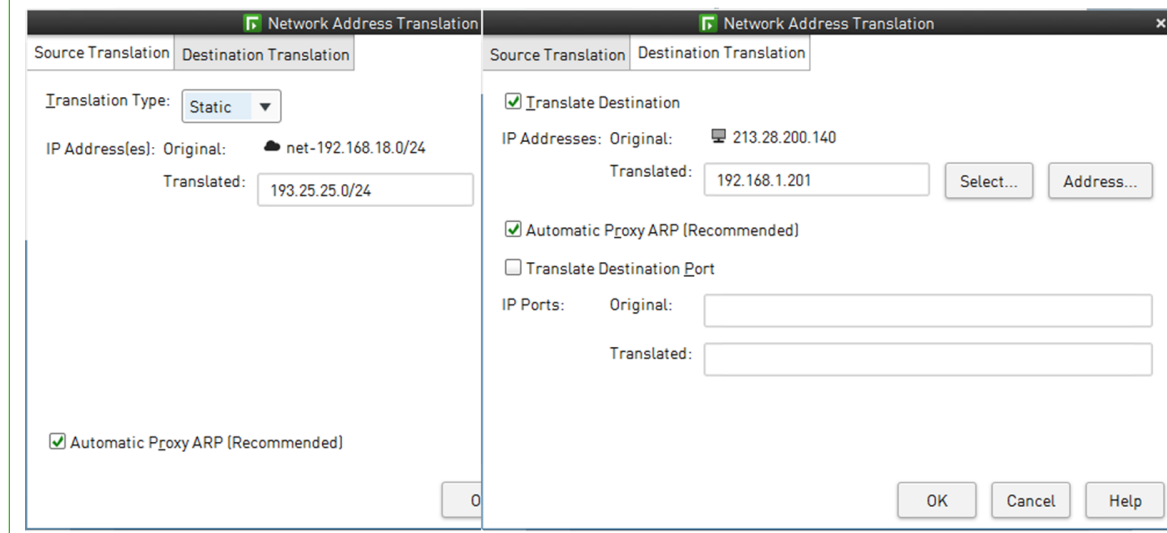 Network Address Translation
Source Translation Destination Translation
Translation Type: Static
IP Address(es): Original: net-192.168.18.0/24
Translated: 193.25.25.0/24
Automatic Proxy ARP (Recommended)
O
Network Address Translation
Source Translation Destination Translation
Translate Destination
IP Addresses: Original: 213.28.200.140
Translated: 192.168.1.201 Select... Address...
Automatic Proxy ARP (Recommended)
Translate Destination Port
IP Ports: Original:
Translated:
OK Cancel Help